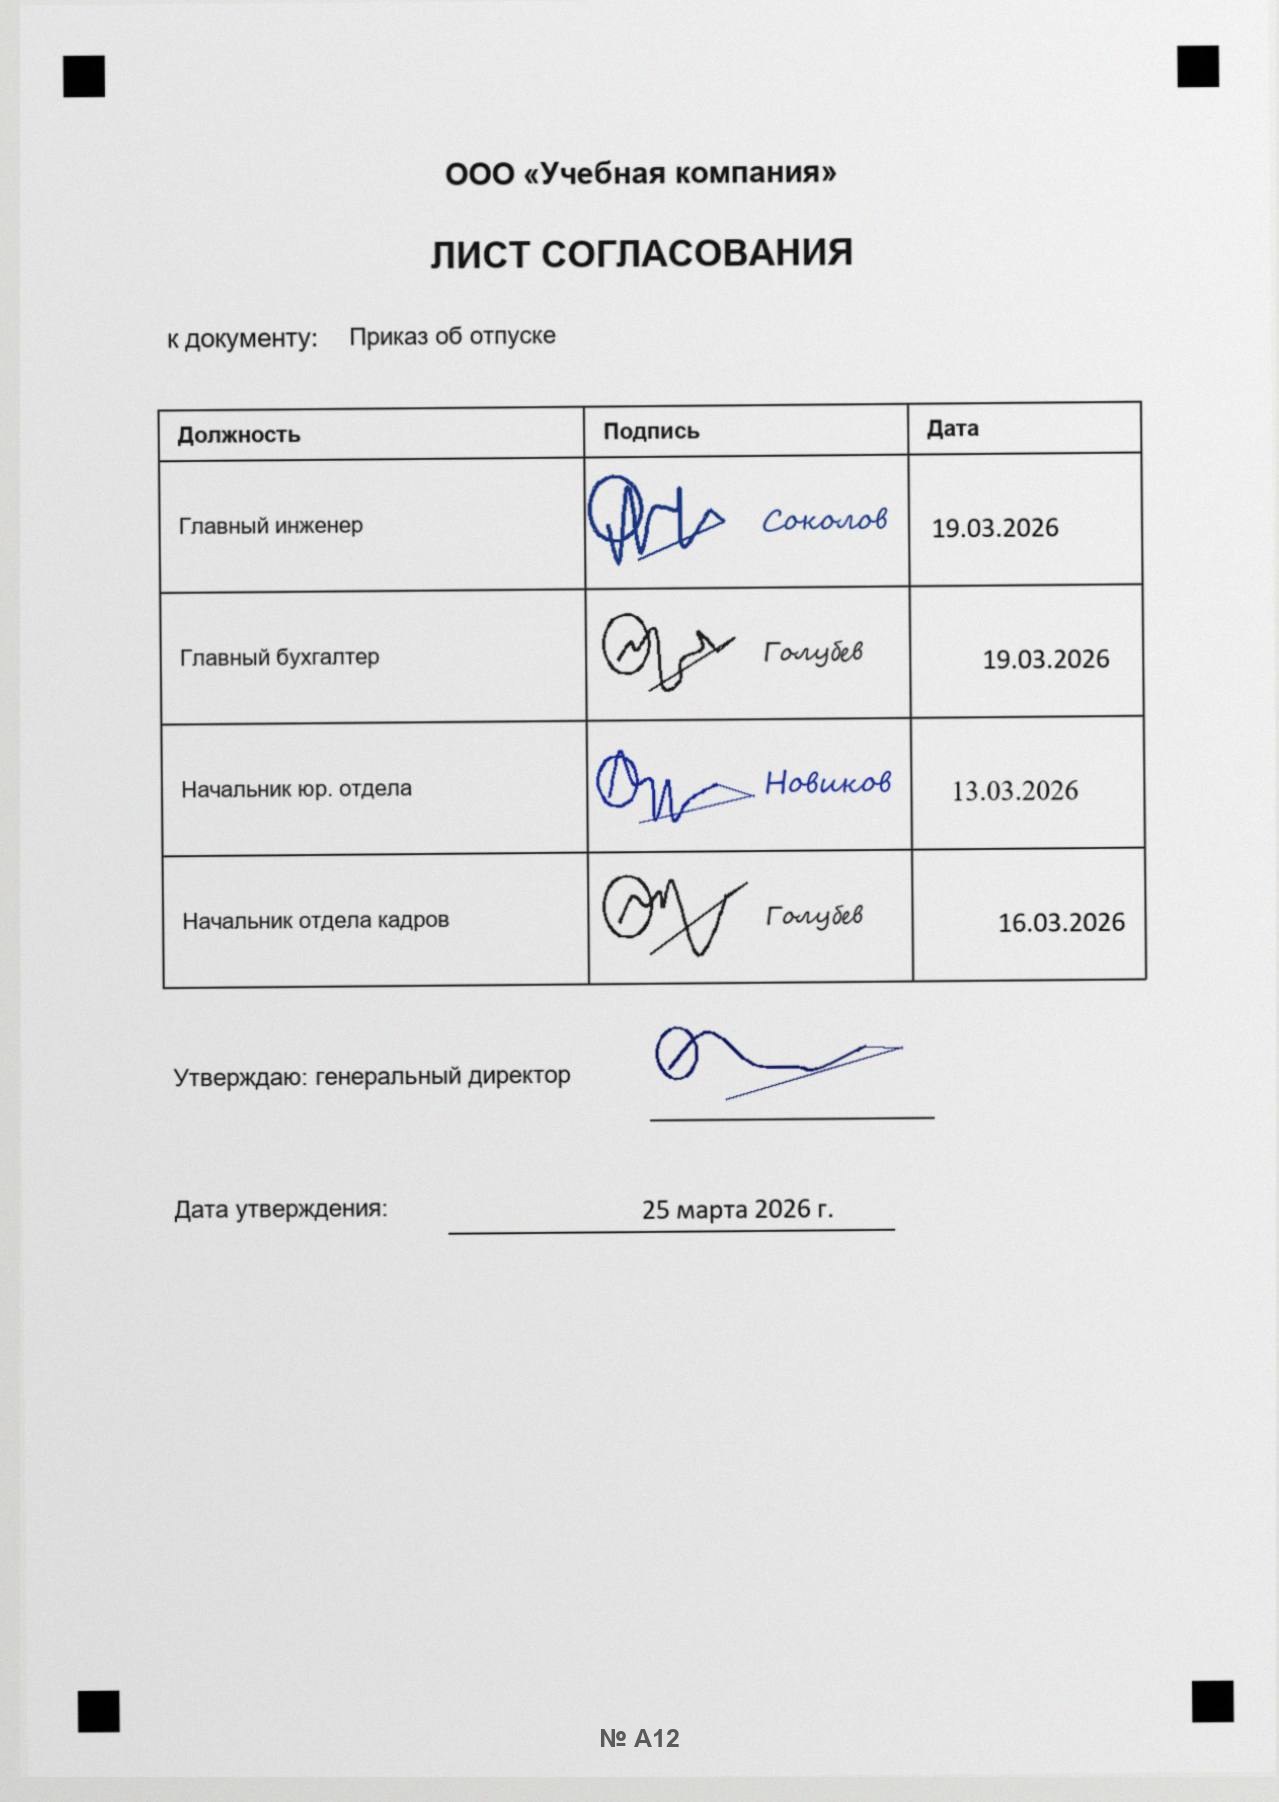 ООО «Учебная компания»
ЛИСТ СОГЛАСОВАНИЯ
к документу: Приказ об отпуске
Должность Подпись Дата
Главный инженер Соколов 19.03.2026
Главный бухгалтер Голубев 19.03.2026
Начальник юр. отдела Новиков 13.03.2026
Начальник отдела кадров Голубев 16.03.2026
Утверждаю: генеральный директор
Дата утверждения: 25 марта 2026 г.
№ А12